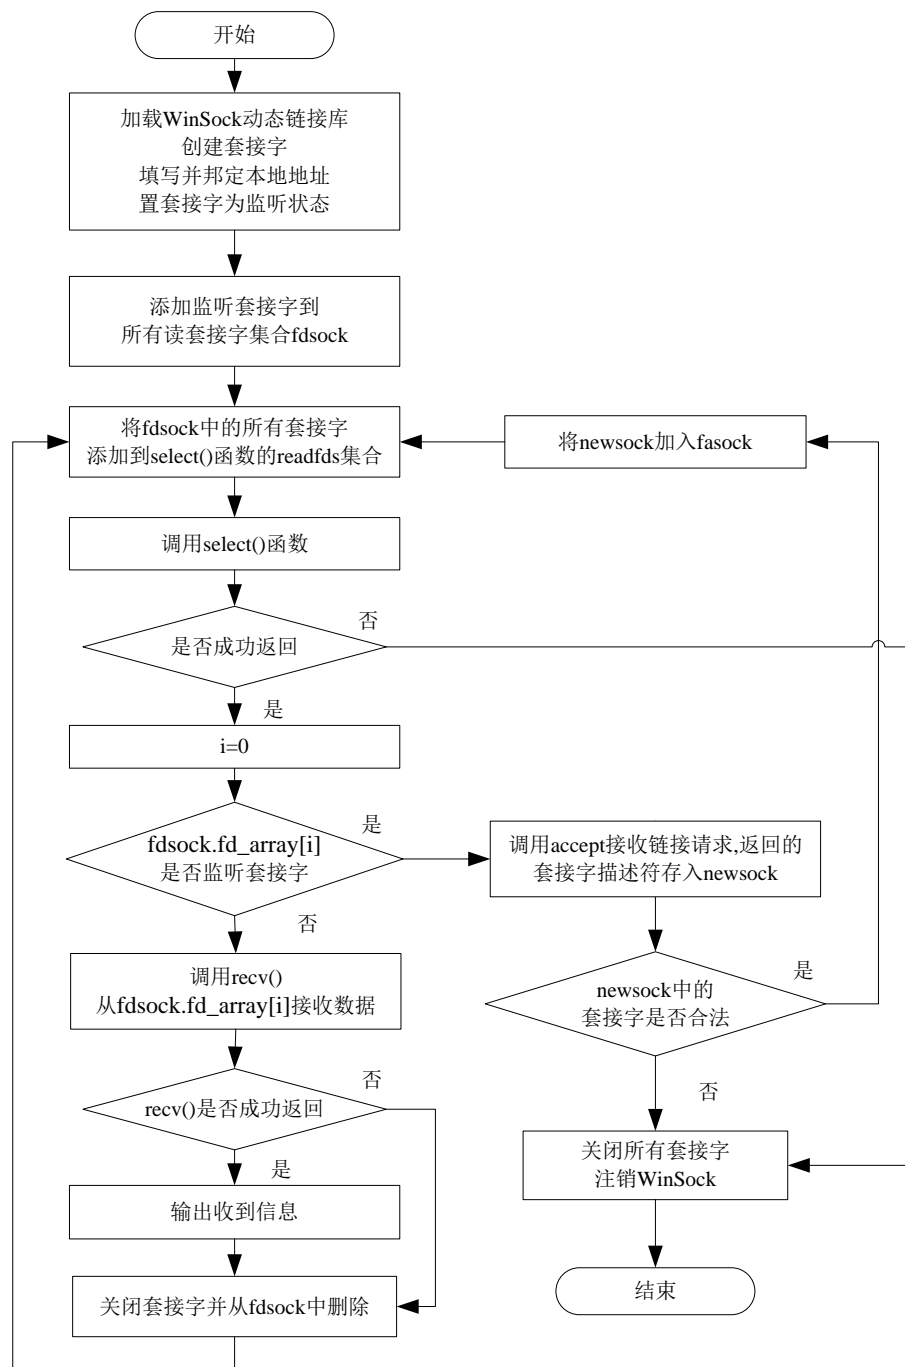 开始
加载WinSock动态链接库
创建套接字
填写并邦定本地地址
置套接字为监听状态
添加监听套接字到
所有读套接字集合fdsock
将fdsock中的所有套接字
添加到select()函数的readfds集合
将newsock加入fasock
调用select()函数
否
是否成功返回
是
i=0
fdsock.fd_array[i]
是否监听套接字
是
调用accept接收链接请求,返回的
套接字描述符存入newsock
否
调用recv()
从fdsock.fd_array[i]接收数据
newsock中的
套接字是否合法
是
否
recv()是否成功返回
否
是
关闭所有套接字
注销WinSock
输出收到信息
关闭套接字并从fdsock中删除
结束